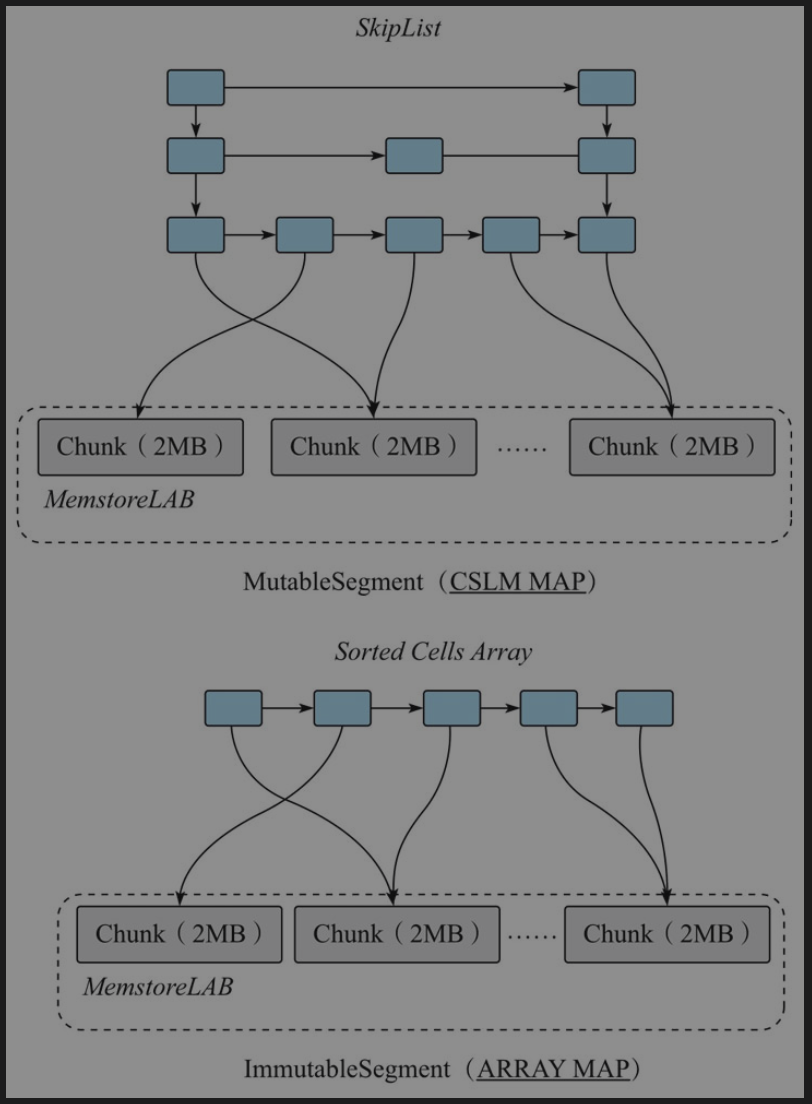 SkipList
Chunk（2MB） Chunk（2MB） …… Chunk（2MB）
MemstoreLAB
MutableSegment（CSLM MAP）
Sorted Cells Array
Chunk（2MB） Chunk（2MB） …… Chunk（2MB）
MemstoreLAB
ImmutableSegment（ARRAY MAP）